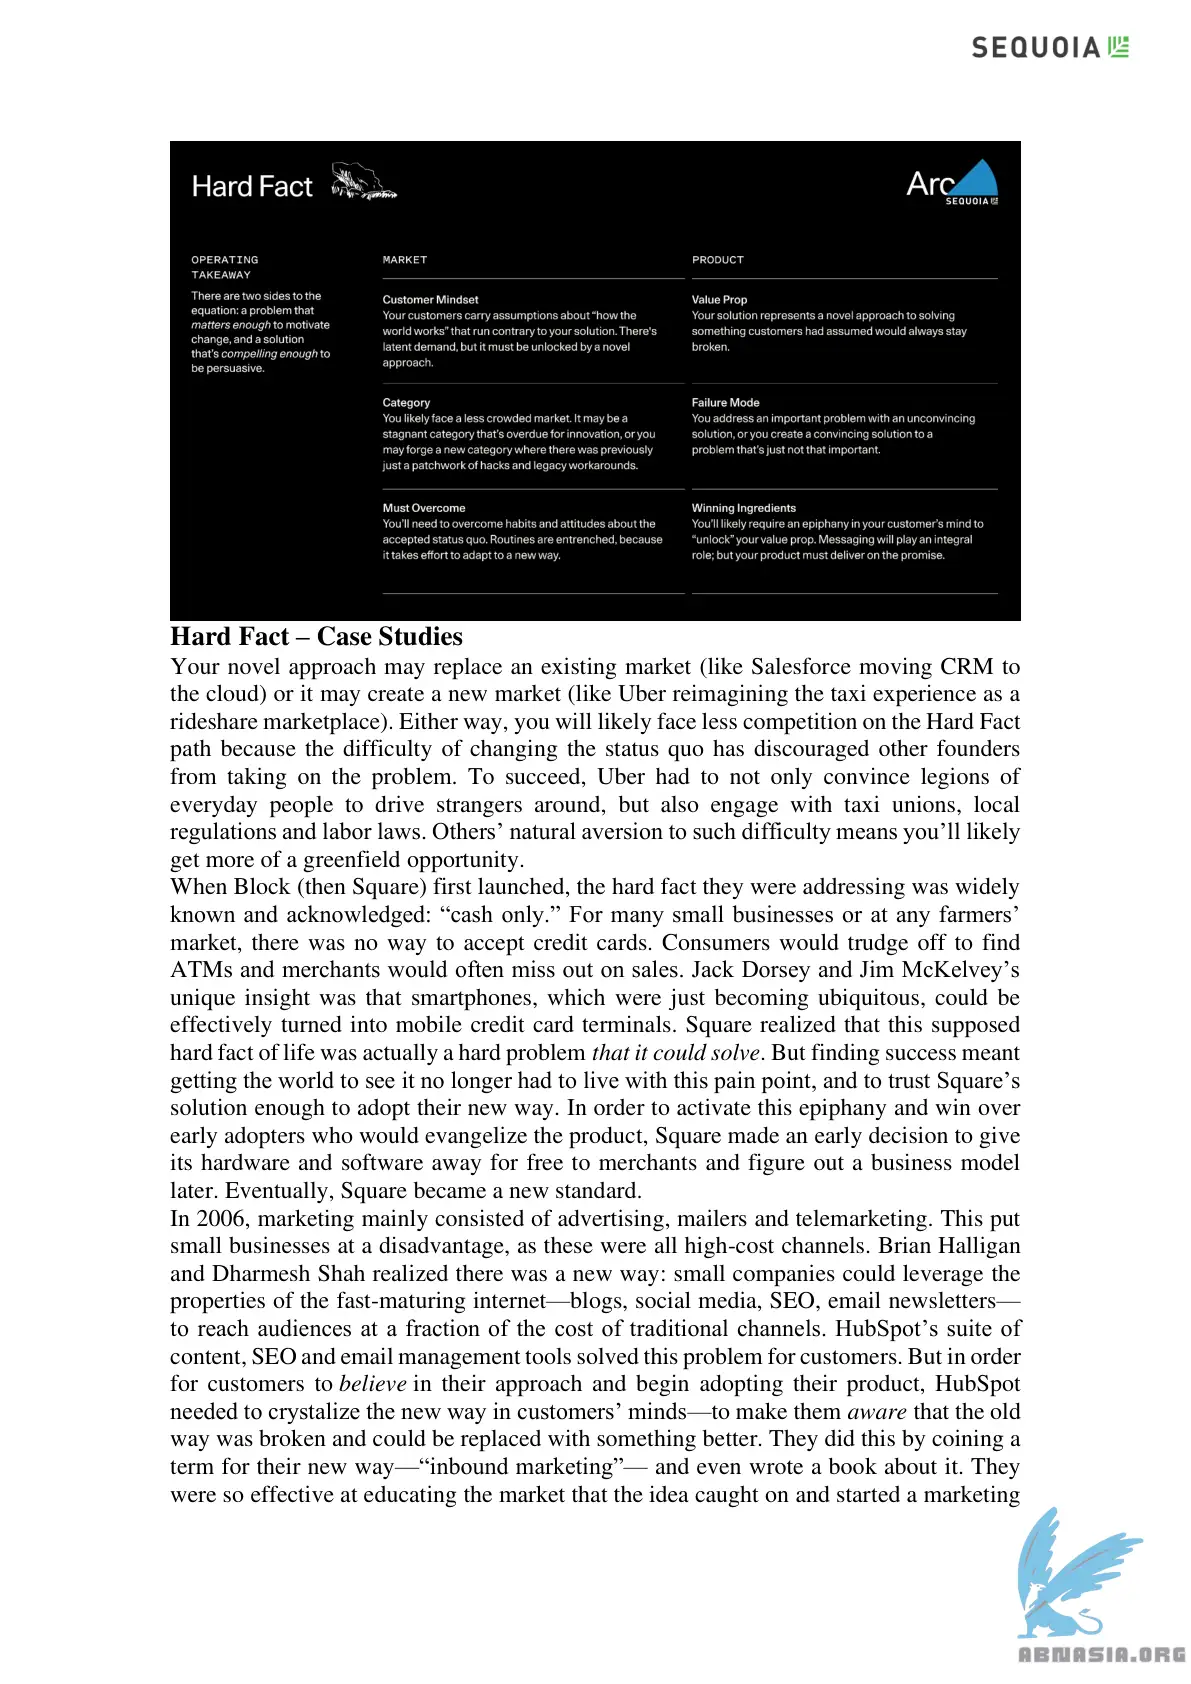 SEQUOIA
Hard Fact
Arc
SEQUOIA
OPERATING
TAKEAWAY
There are two sides to the
equation: a problem that
matters enough to motivate
change, and a solution
that's compelling enough to
be persuasive.
MARKET
Customer Mindset
Your customers carry assumptions about “how the
world works” that run contrary to your solution. There's
latent demand, but it must be unlocked by a novel
approach.
Category
You likely face a less crowded market. It may be a
stagnant category that's overdue for innovation, or you
may forge a new category where there was previously
just a patchwork of hacks and legacy workarounds.
Must Overcome
You'll need to overcome habits and attitudes about the
accepted status quo. Routines are entrenched, because
it takes effort to adapt to a new way.
PRODUCT
Value Prop
Your solution represents a novel approach to solving
something customers had assumed would always stay
broken.
Failure Mode
You address an important problem with an unconvincing
solution, or you create a convincing solution to a
problem that's just not that important.
Winning Ingredients
You'll likely require an epiphany in your customer's mind to
“unlock” your value prop. Messaging will play an integral
role; but your product must deliver on the promise.
Hard Fact – Case Studies
Your novel approach may replace an existing market (like Salesforce moving CRM to
the cloud) or it may create a new market (like Uber reimagining the taxi experience as a
rideshare marketplace). Either way, you will likely face less competition on the Hard Fact
path because the difficulty of changing the status quo has discouraged other founders
from taking on the problem. To succeed, Uber had to not only convince legions of
everyday people to drive strangers around, but also engage with taxi unions, local
regulations and labor laws. Others’ natural aversion to such difficulty means you’ll likely
get more of a greenfield opportunity.
When Block (then Square) first launched, the hard fact they were addressing was widely
known and acknowledged: “cash only.” For many small businesses or at any farmers’
market, there was no way to accept credit cards. Consumers would trudge off to find
ATMs and merchants would often miss out on sales. Jack Dorsey and Jim McKelvey’s
unique insight was that smartphones, which were just becoming ubiquitous, could be
effectively turned into mobile credit card terminals. Square realized that this supposed
hard fact of life was actually a hard problem that it could solve. But finding success meant
getting the world to see it no longer had to live with this pain point, and to trust Square’s
solution enough to adopt their new way. In order to activate this epiphany and win over
early adopters who would evangelize the product, Square made an early decision to give
its hardware and software away for free to merchants and figure out a business model
later. Eventually, Square became a new standard.
In 2006, marketing mainly consisted of advertising, mailers and telemarketing. This put
small businesses at a disadvantage, as these were all high-cost channels. Brian Halligan
and Dharmesh Shah realized there was a new way: small companies could leverage the
properties of the fast-maturing internet—blogs, social media, SEO, email newsletters—
to reach audiences at a fraction of the cost of traditional channels. HubSpot’s suite of
content, SEO and email management tools solved this problem for customers. But in order
for customers to believe in their approach and begin adopting their product, HubSpot
needed to crystalize the new way in customers’ minds—to make them aware that the old
way was broken and could be replaced with something better. They did this by coining a
term for their new way—“inbound marketing”— and even wrote a book about it. They
were so effective at educating the market that the idea caught on and started a marketing
ABNASIA.ORG